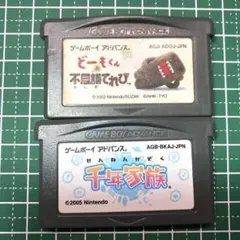 ゲームボーイ アドバンス
どーもくん
の
不思議てれび
©2002 Nintendo/SUZAK
ゲームボーイ アドバンス
AGB-BKAJ-JPN
せんねんかぞく
千年家族
©2005 Nintendo